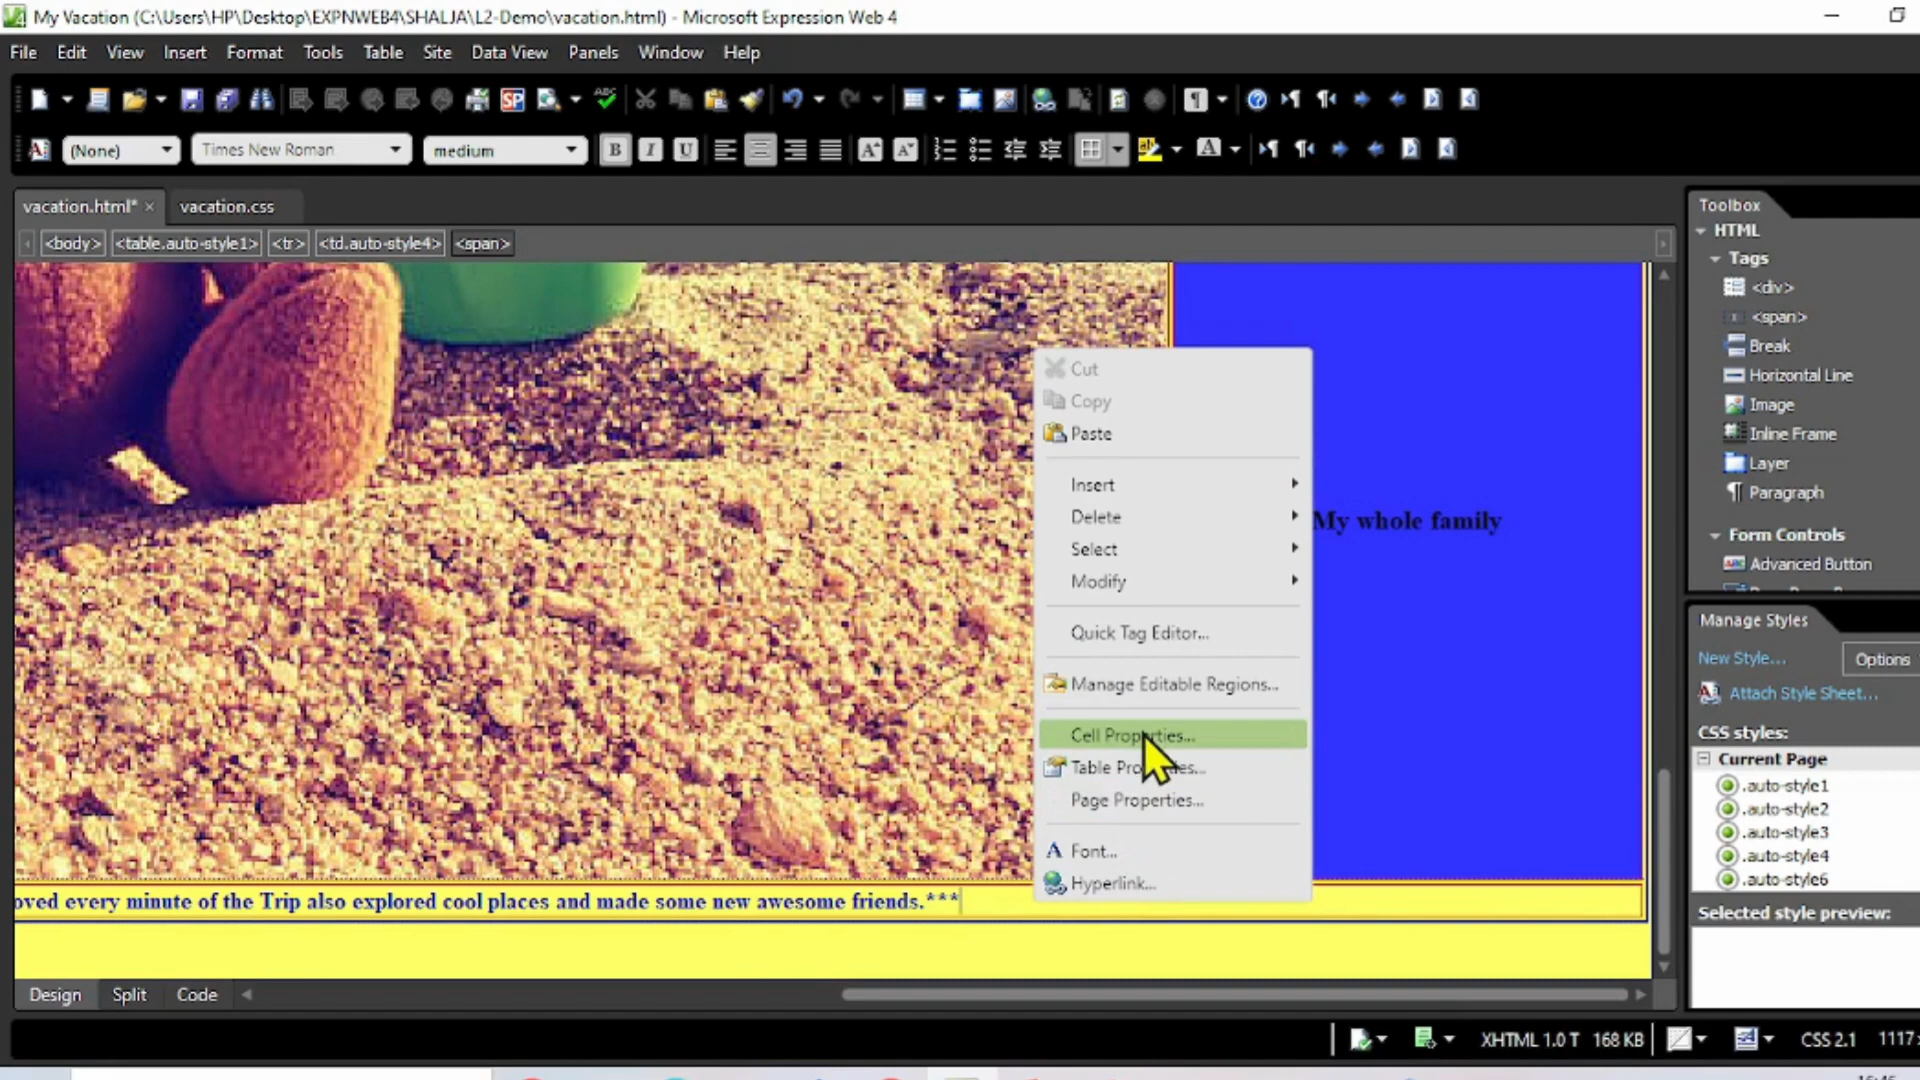 My Vacation (C:\Users\HP\Desktop\EXPNWEB4\SHALJA\L2-Demo\vacation.html) - Microsoft Expression Web 4
File Edit View Insert Format Tools Table Site Data View Panels Window Help
(None) Times New Roman medium B I U
vacation.html* × vacation.css
<body> <table.auto-style1> <tr> <td.auto-style4> <span>
Toolbox
HTML
Tags
<div>
<span>
Break
Horizontal Line
Image
Inline Frame
Layer
Paragraph
Form Controls
Advanced Button
Cut
Copy
Paste
Insert
Delete
Select
Modify
Quick Tag Editor...
Manage Editable Regions...
Cell Properties...
Table Properties...
Page Properties...
Font...
Hyperlink...
My whole family
oved every minute of the Trip also explored cool places and made some new awesome friends.***
Manage Styles
New Style... Options
Attach Style Sheet...
CSS styles:
Current Page
.auto-style1
.auto-style2
.auto-style3
.auto-style4
.auto-style6
Selected style preview:
Design Split Code
XHTML 1.0 T 168 KB CSS 2.1 1117